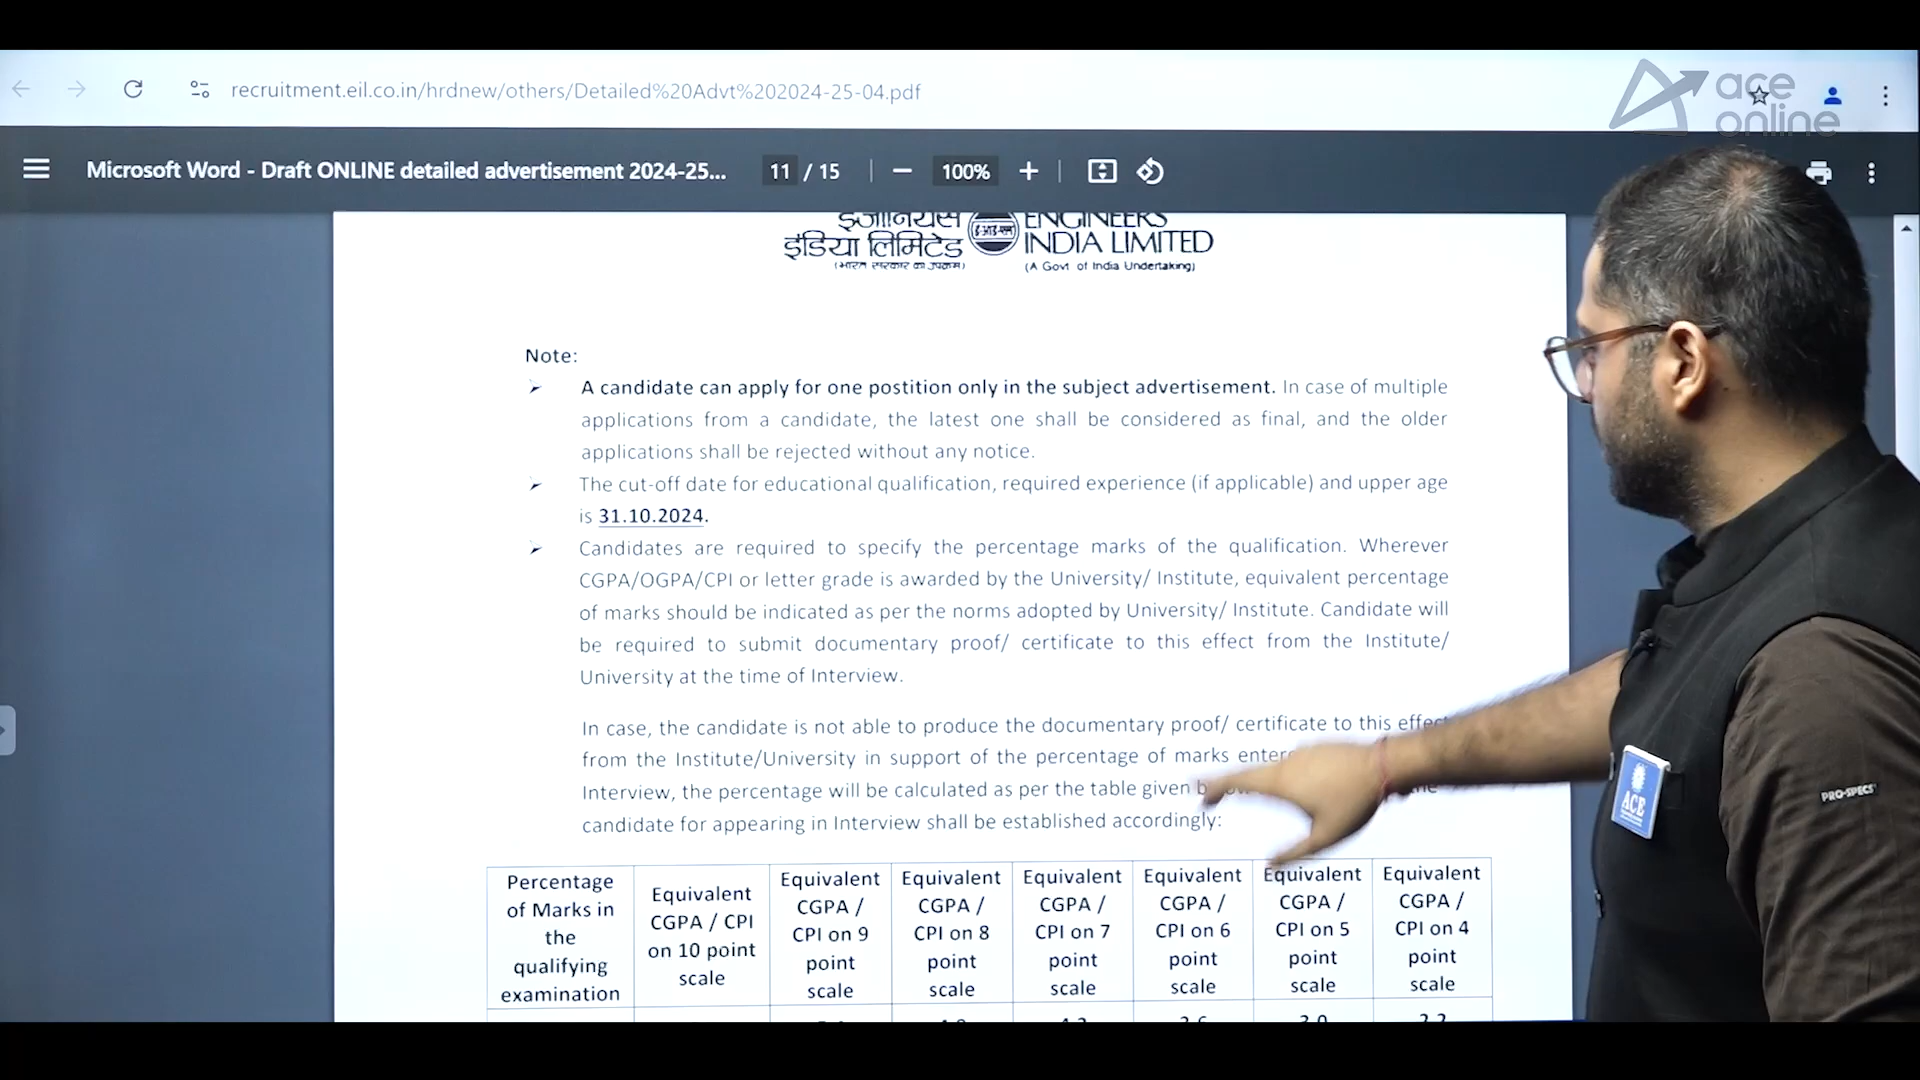 recruitment.eil.co.in/hrdnew/others/Detailed%20Advt%202024-25-04.pdf
ace
online
Microsoft Word - Draft ONLINE detailed advertisement 2024-25...
11 / 15
100%
ENGINEERS
इंडिया लिमिटेड
INDIA LIMITED
(भारत सरकार का उपक्रम)
(A Govt of India Undertaking)
Note:
A candidate can apply for one postition only in the subject advertisement. In case of multiple
applications from a candidate, the latest one shall be considered as final, and the older
applications shall be rejected without any notice.
The cut-off date for educational qualification, required experience (if applicable) and upper age
is 31.10.2024.
Candidates are required to specify the percentage marks of the qualification. Wherever
CGPA/OGPA/CPI or letter grade is awarded by the University/ Institute, equivalent percentage
of marks should be indicated as per the norms adopted by University/ Institute. Candidate will
be required to submit documentary proof/ certificate to this effect from the Institute/
University at the time of Interview.
In case, the candidate is not able to produce the documentary proof/ certificate to this effect
from the Institute/University in support of the percentage of marks
Interview, the percentage will be calculated as per the table given
candidate for appearing in Interview shall be established accordingly:
Percentage
of Marks in
the
qualifying
examination
Equivalent
CGPA / CPI
on 10 point
scale
Equivalent
CGPA /
CPI on 9
point
scale
Equivalent
CGPA /
CPI on 8
point
scale
Equivalent
CGPA /
CPI on 7
point
scale
Equivalent
CGPA /
CPI on 6
point
scale
Equivalent
CGPA /
CPI on 5
point
scale
Equivalent
CGPA /
CPI on 4
point
scale
ACE
PRO-SPECS